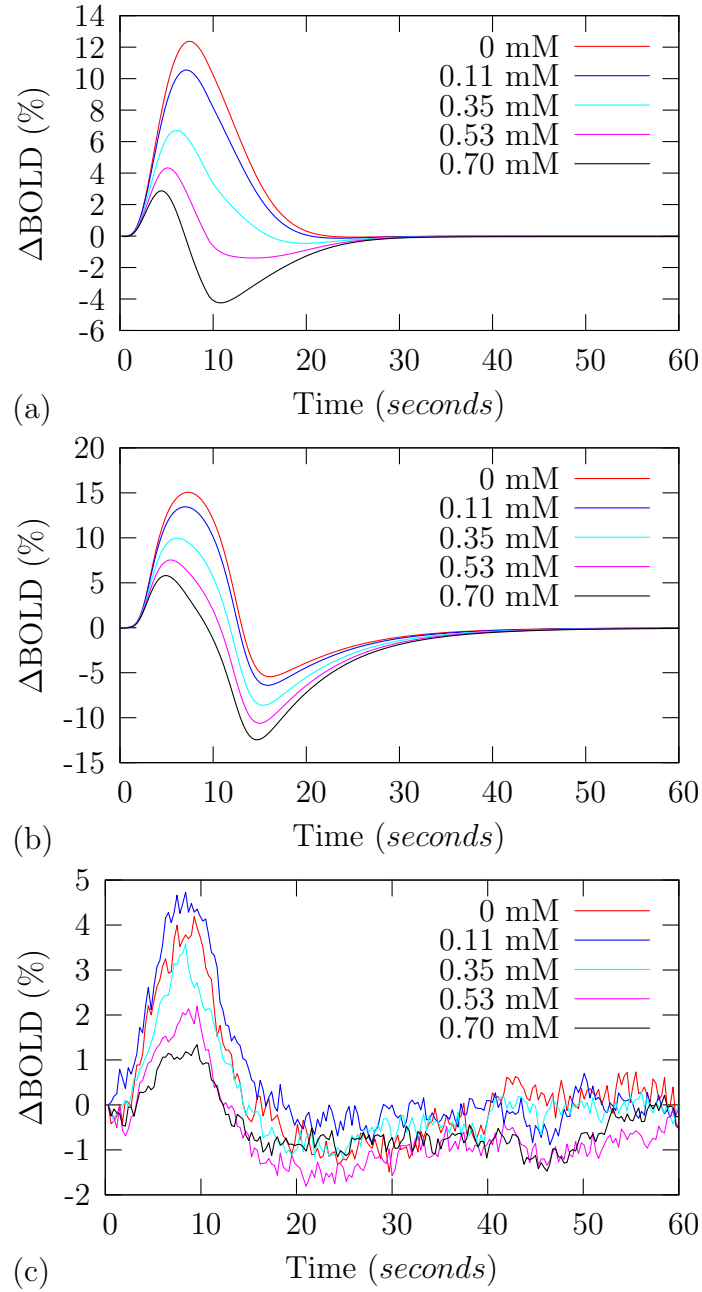 14
12
10
8
6
4
2
0
-2
-4
-6
ΔBOLD (%)
0 mM
0.11 mM
0.35 mM
0.53 mM
0.70 mM
0 10 20 30 40 50 60
Time (seconds)
(a)
20
15
10
5
0
-5
-10
-15
ΔBOLD (%)
0 mM
0.11 mM
0.35 mM
0.53 mM
0.70 mM
0 10 20 30 40 50 60
Time (seconds)
(b)
5
4
3
2
1
0
-1
-2
ΔBOLD (%)
0 mM
0.11 mM
0.35 mM
0.53 mM
0.70 mM
0 10 20 30 40 50 60
Time (seconds)
(c)